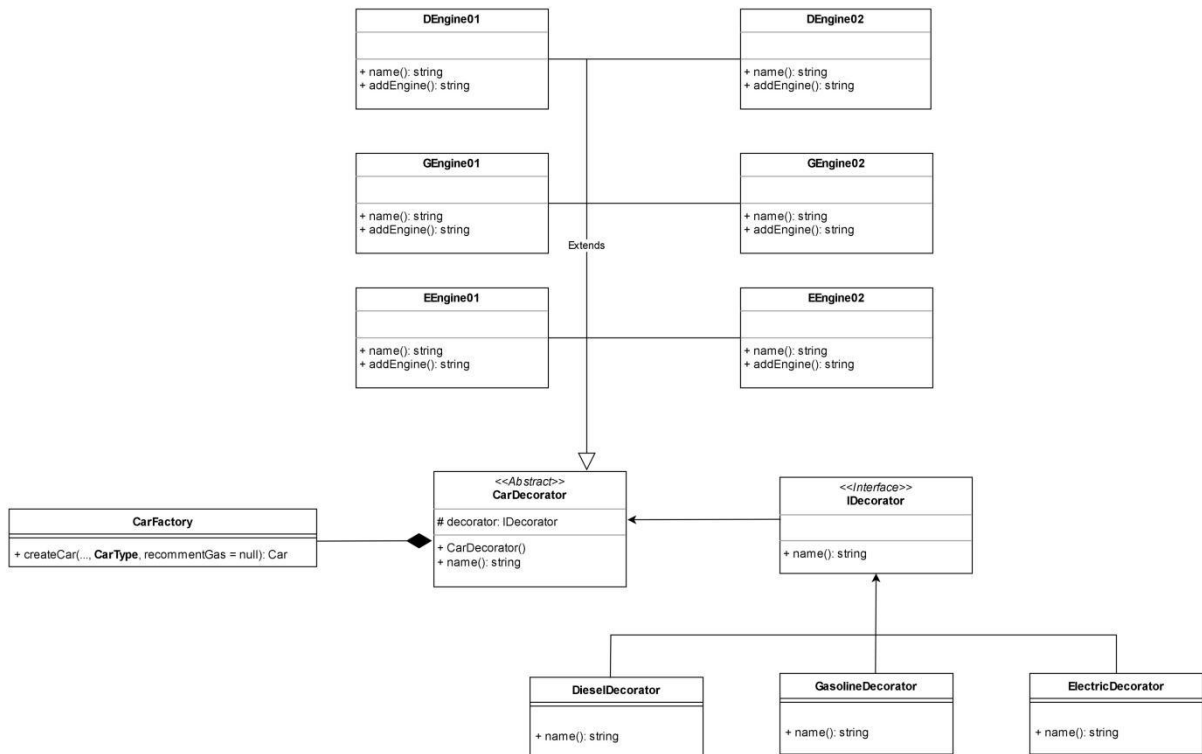 DEngine01
+ name(): string
+ addEngine(): string
DEngine02
+ name(): string
+ addEngine(): string
GEngine01
+ name(): string
+ addEngine(): string
GEngine02
+ name(): string
+ addEngine(): string
Extends
EEngine01
+ name(): string
+ addEngine(): string
EEngine02
+ name(): string
+ addEngine(): string
<<Abstract>>
CarDecorator
# decorator: IDecorator
+ CarDecorator()
+ name(): string
<<Interface>>
IDecorator
+ name(): string
CarFactory
+ createCar(..., CarType, recommentGas = null): Car
DieselDecorator
+ name(): string
GasolineDecorator
+ name(): string
ElectricDecorator
+ name(): string